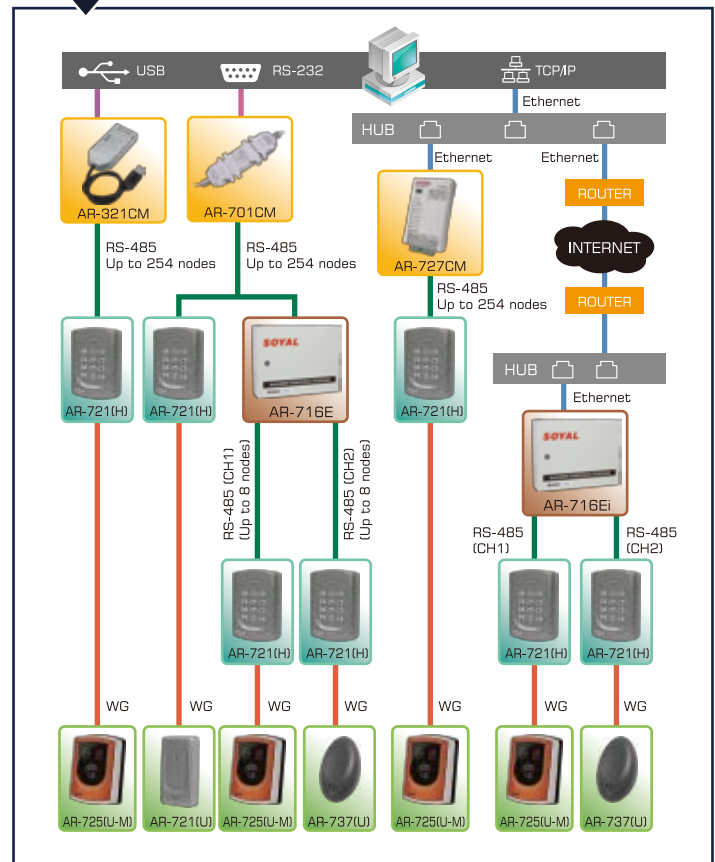 USB
RS-232
TCP/IP
Ethernet
HUB
Ethernet
Ethernet
AR-321CM
AR-701CM
AR-727CM
ROUTER
INTERNET
ROUTER
RS-485
Up to 254 nodes
RS-485
Up to 254 nodes
RS-485
Up to 254 nodes
AR-721(H)
AR-721(H)
SOYAL
AR-716E
AR-721(H)
HUB
Ethernet
SOYAL
AR-716Ei
RS-485 (CH1)
(Up to 8 nodes)
RS-485 (CH2)
(Up to 8 nodes)
RS-485
(CH1)
RS-485
(CH2)
AR-721(H)
AR-721(H)
AR-721(H)
AR-721(H)
WG
WG
WG
WG
WG
WG
WG
AR-725(U-M)
AR-721(U)
AR-725(U-M)
AR-737(U)
AR-725(U-M)
AR-725(U-M)
AR-737(U)